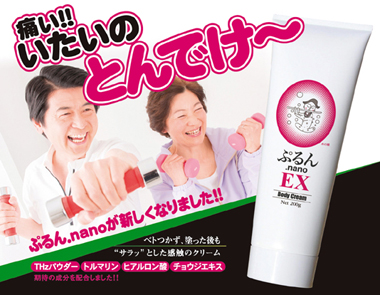 痛い!!
いたいの
とんでけ〜
ぷるん.nanoが新しくなりました!!
ベトつかず、塗った後も
“サラッ”とした感触のクリーム
THzパウダー トルマリン ヒアルロン酸 チョウジエキス
期待の成分を配合しました!!
ぷるん
.nano
EX
Body Cream
Net 200g